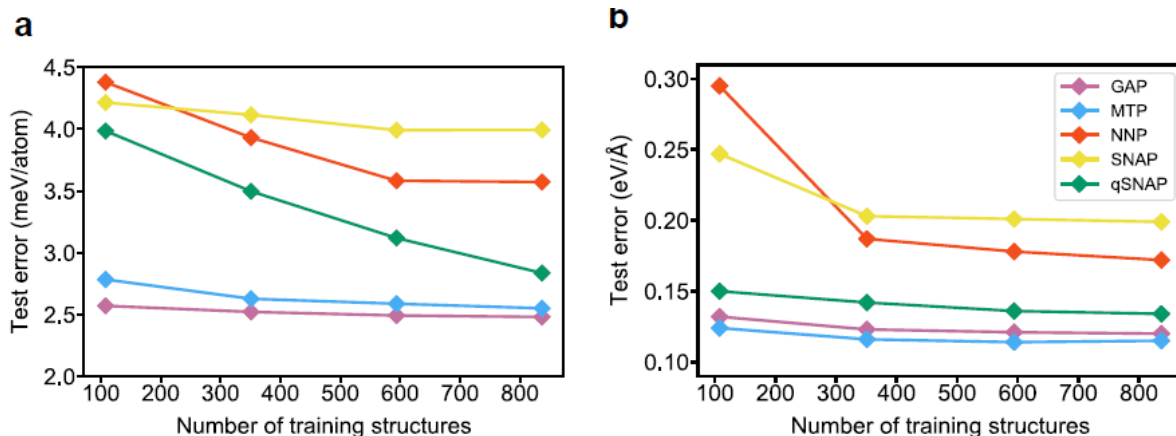 a
Test error (meV/atom)
4.5
4.0
3.5
3.0
2.5
2.0
100 200 300 400 500 600 700 800
Number of training structures
b
Test error (eV/Å)
0.30
0.25
0.20
0.15
0.10
100 200 300 400 500 600 700 800
Number of training structures
GAP
MTP
NNP
SNAP
qSNAP